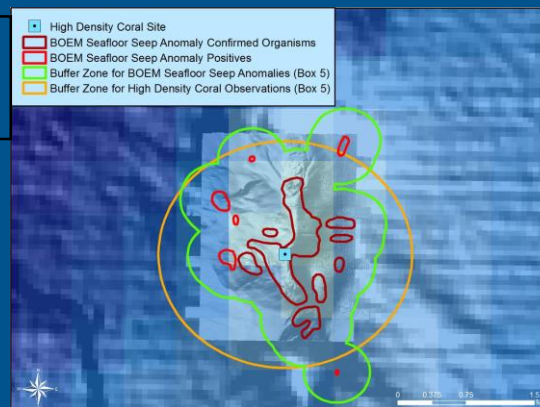 High Density Coral Site
BOEM Seafloor Seep Anomaly Confirmed Organisms
BOEM Seafloor Seep Anomaly Positives
Buffer Zone for BOEM Seafloor Seep Anomalies (Box 5)
Buffer Zone for High Density Coral Observations (Box 5)
0 0.375 0.75 1.5